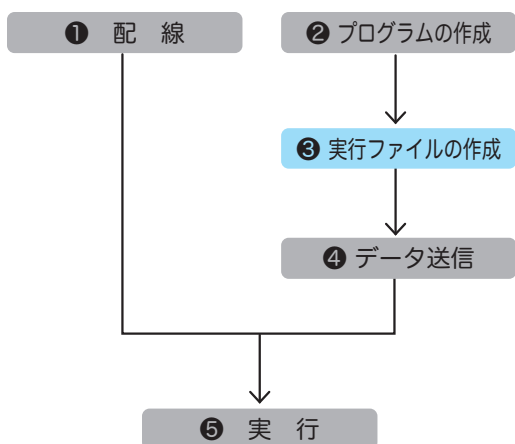 ❶ 配 線
❷ プログラムの作成
❸ 実行ファイルの作成
❹ データ送信
❺ 実 行